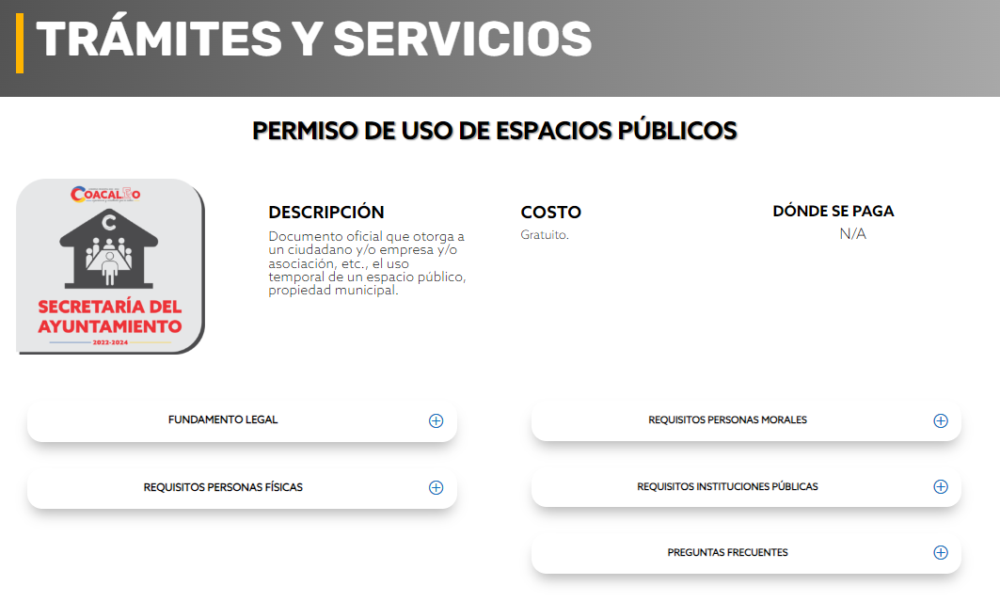 TRÁMITES Y SERVICIOS
PERMISO DE USO DE ESPACIOS PÚBLICOS
COACALCO
C
SECRETARÍA DEL
AYUNTAMIENTO
2022-2024
DESCRIPCIÓN
Documento oficial que otorga a
un ciudadano y/o empresa y/o
asociación, etc., el uso
temporal de un espacio público,
propiedad municipal.
COSTO
Gratuito.
DÓNDE SE PAGA
N/A
FUNDAMENTO LEGAL
REQUISITOS PERSONAS FÍSICAS
REQUISITOS PERSONAS MORALES
REQUISITOS INSTITUCIONES PÚBLICAS
PREGUNTAS FRECUENTES